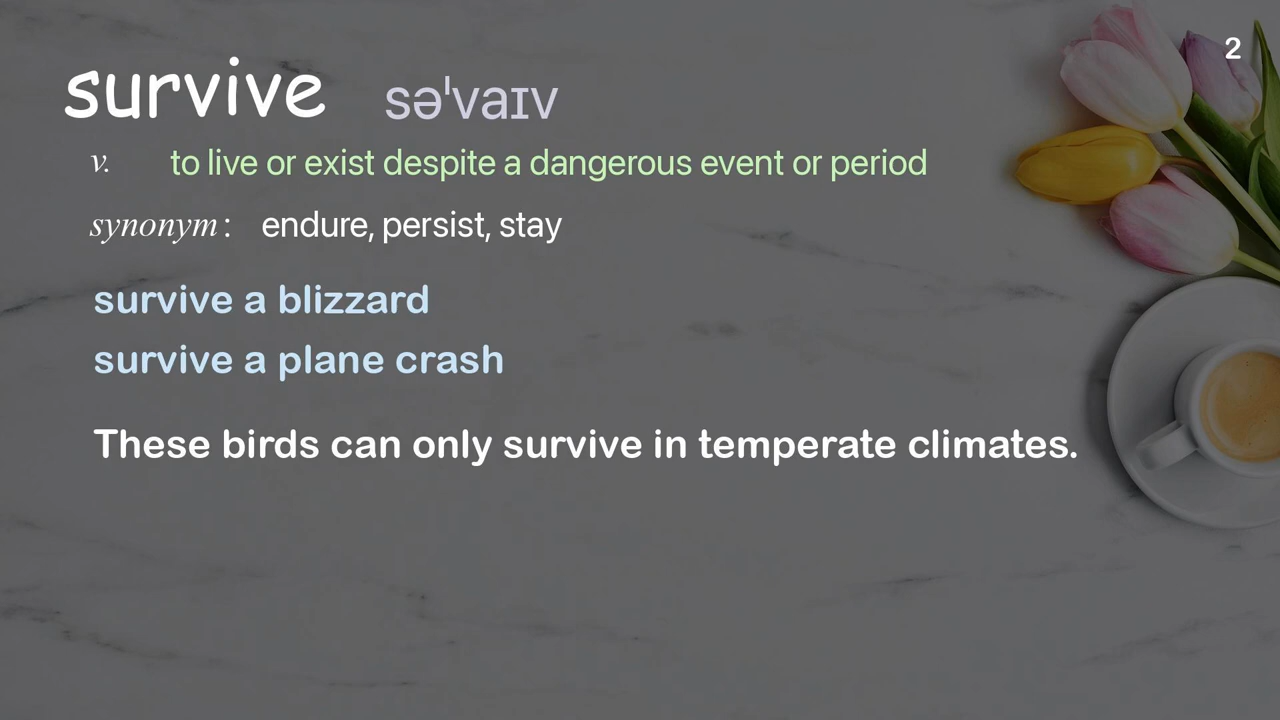 2
survive səˈvaɪv
v. to live or exist despite a dangerous event or period
synonym: endure, persist, stay
survive a blizzard
survive a plane crash
These birds can only survive in temperate climates.